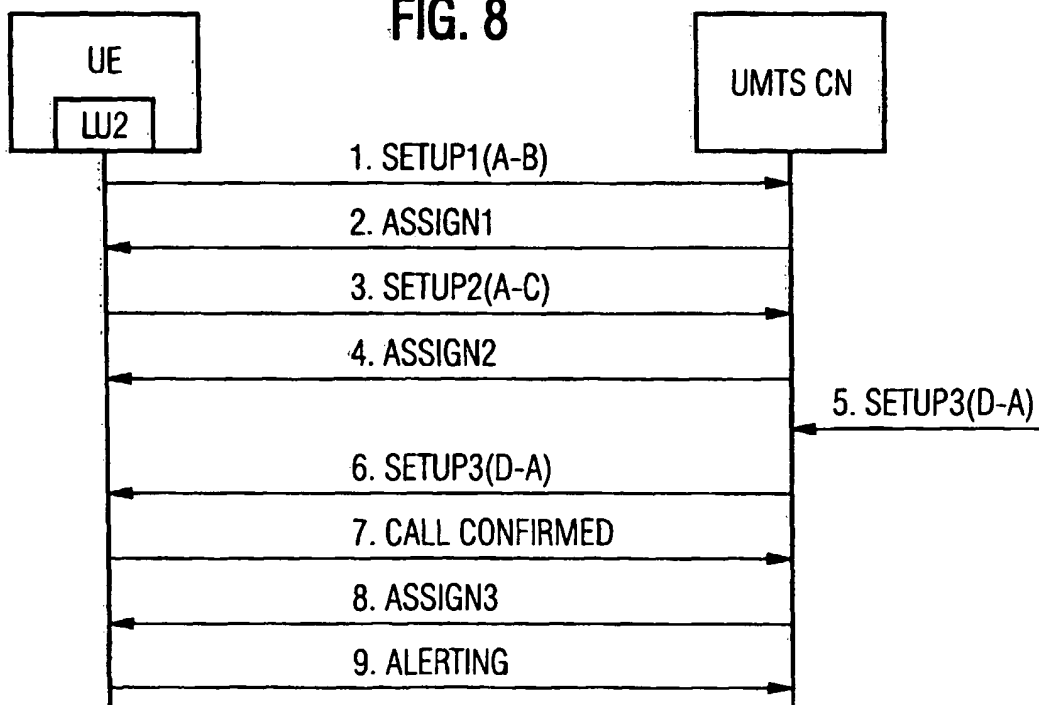 FIG. 8
UE
LU2
UMTS CN
1. SETUP1(A-B)
2. ASSIGN1
3. SETUP2(A-C)
4. ASSIGN2
5. SETUP3(D-A)
6. SETUP3(D-A)
7. CALL CONFIRMED
8. ASSIGN3
9. ALERTING